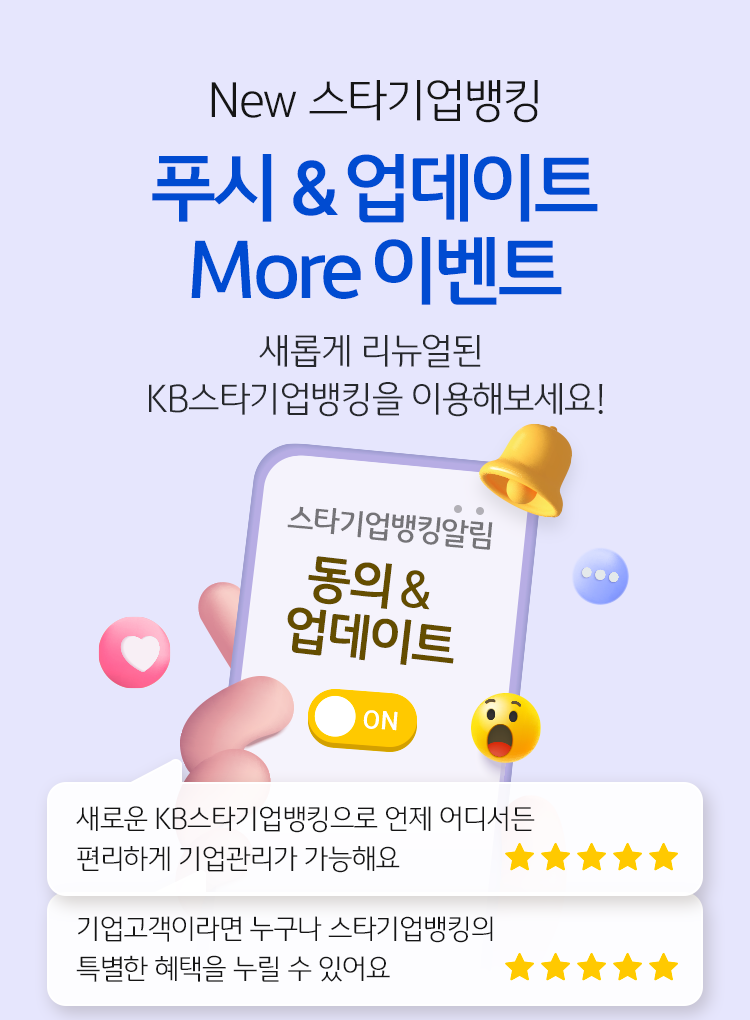 New 스타기업뱅킹
푸시 & 업데이트
More 이벤트
새롭게 리뉴얼된
KB스타기업뱅킹을 이용해보세요!
스타기업뱅킹알림
동의 &
업데이트
ON
새로운 KB스타기업뱅킹으로 언제 어디서든
편리하게 기업관리가 가능해요
기업고객이라면 누구나 스타기업뱅킹의
특별한 혜택을 누릴 수 있어요